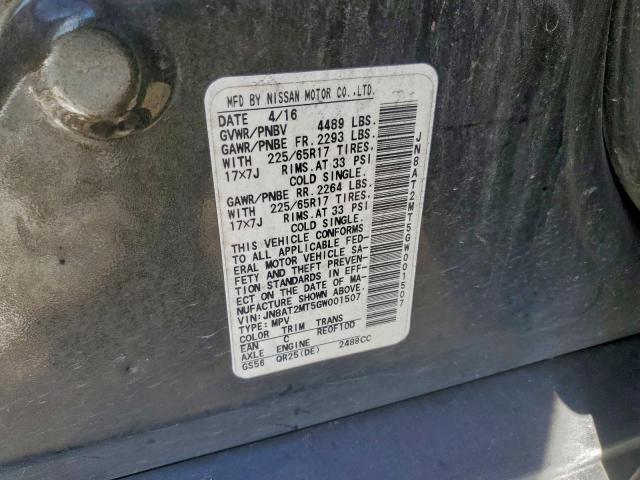 MFD BY NISSAN MOTOR CO.,LTD.
DATE 4/16
GVWR/PNBV 4489 LBS.
GAWR/PNBE FR. 2293 LBS.
WITH 225/65R17 TIRES.
17×7J RIMS.AT 33 PSI
COLD SINGLE.
GAWR/PNBE RR. 2264 LBS.
WITH 225/65R17 TIRES.
17×7J RIMS.AT 33 PSI
COLD SINGLE.
THIS VEHICLE CONFORMS
TO ALL APPLICABLE FED-
ERAL MOTOR VEHICLE SA-
FETY AND THEFT PREVEN-
TION STANDARDS IN EFF-
ECT ON THE DATE OF MA-
NUFACTURE SHOWN ABOVE.
VIN: JN8AT2MT5GW001507
TYPE: MPV
COLOR TRIM TRANS
EAN C RE0F10D
AXLE ENGINE
GS56 QR25(DE) 2488CC
JN8AT2MT5GW001507